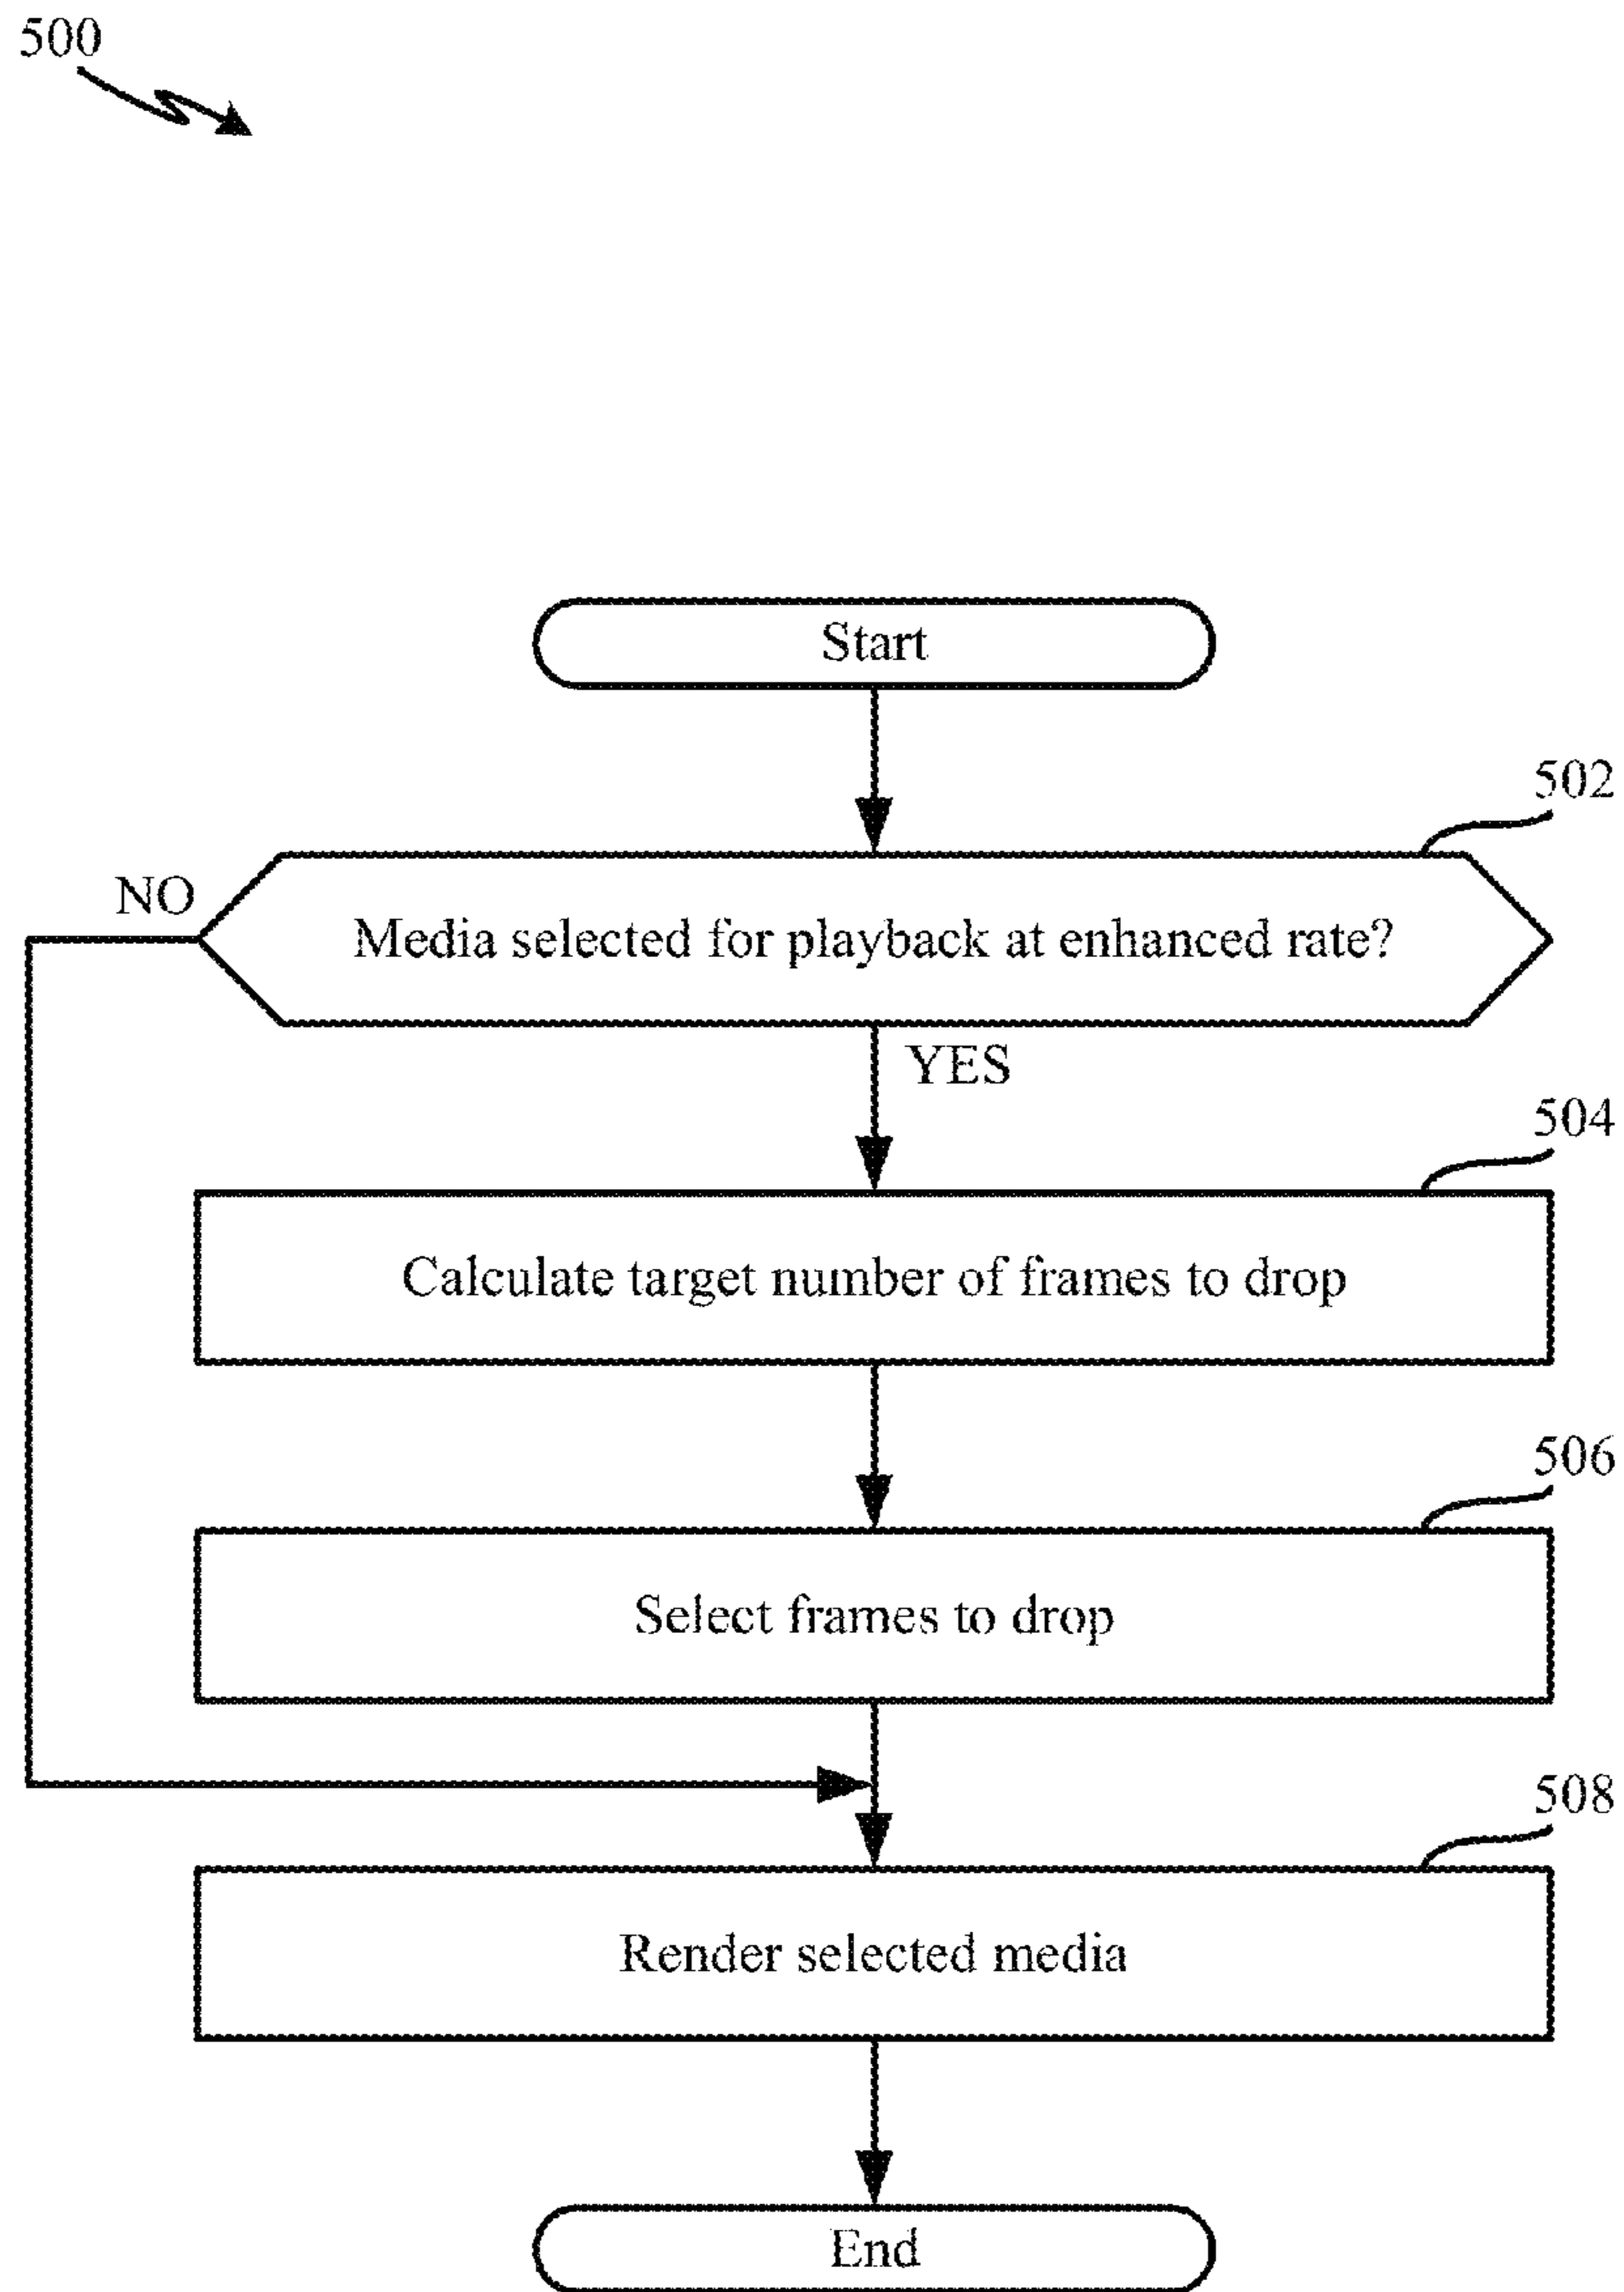 500
Start
502
NO
Media selected for playback at enhanced rate?
YES
504
Calculate target number of frames to drop
506
Select frames to drop
508
Render selected media
End